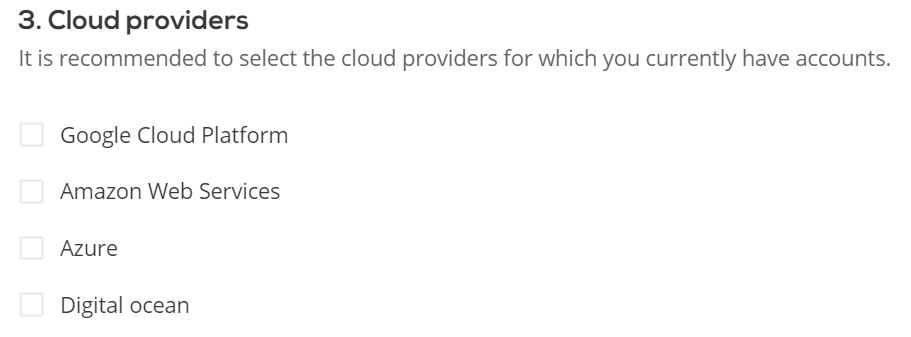 3. Cloud providers
It is recommended to select the cloud providers for which you currently have accounts.
Google Cloud Platform
Amazon Web Services
Azure
Digital ocean